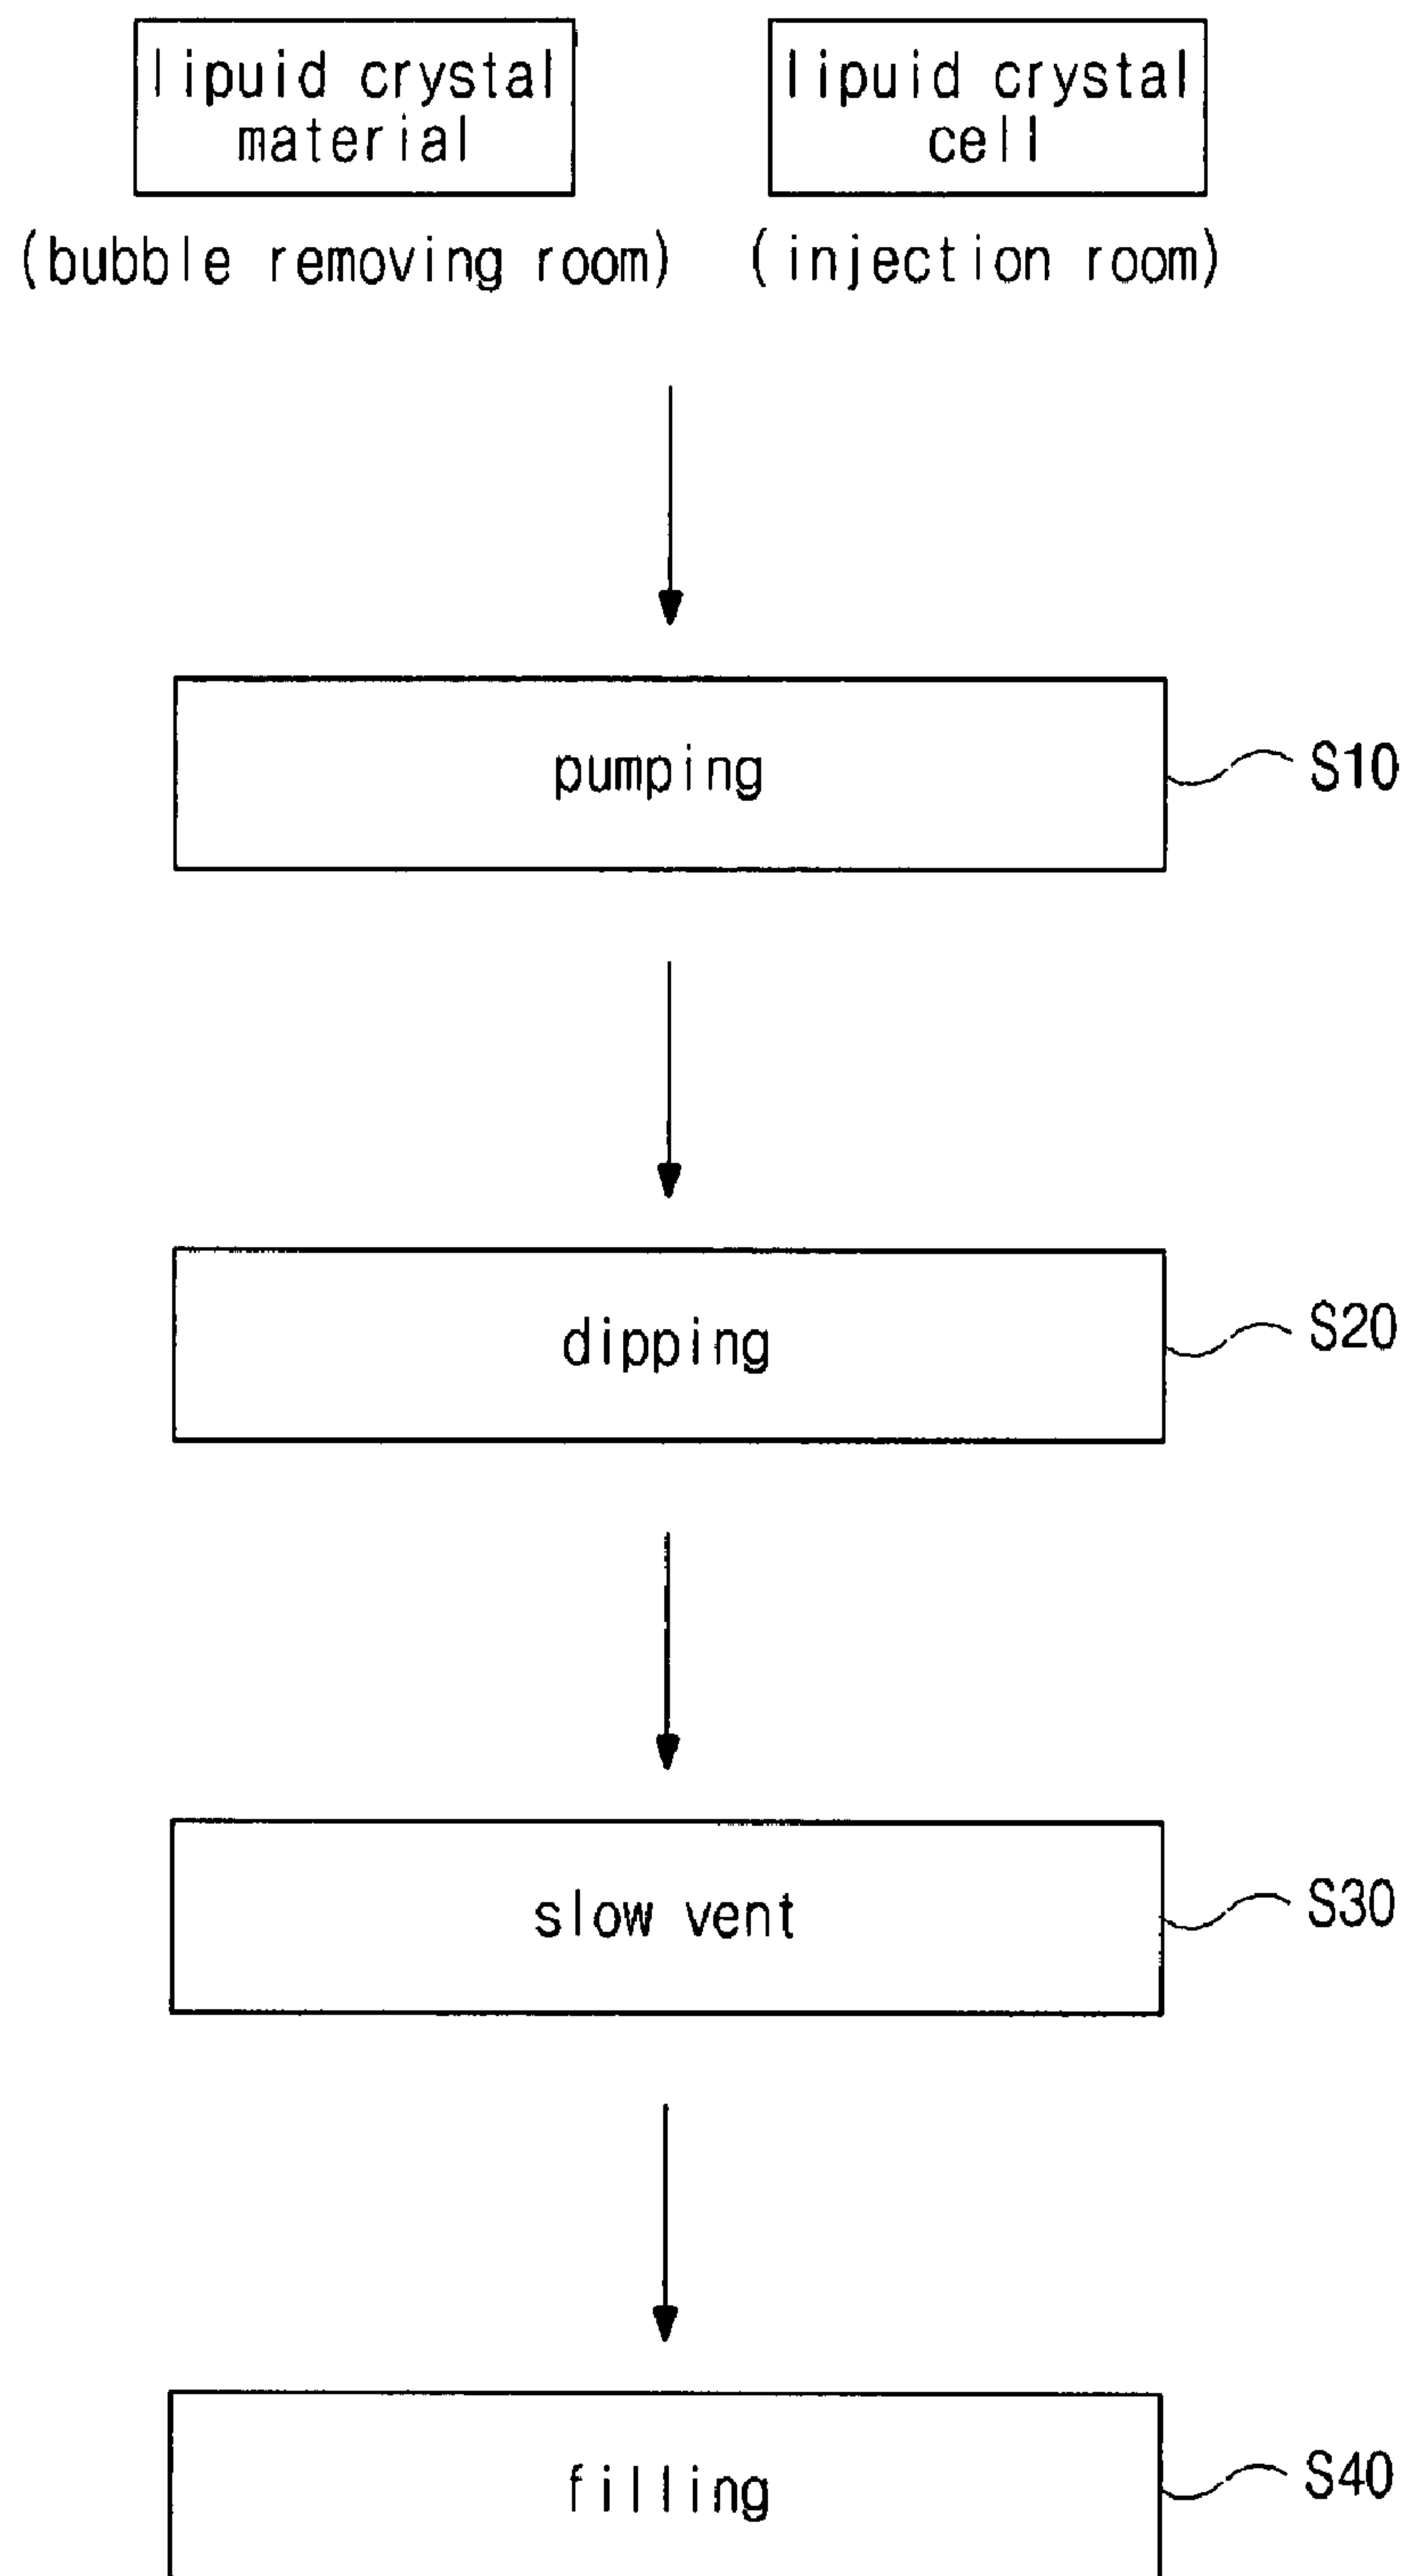 lipuid crystal
material
lipuid crystal
cell
(bubble removing room)
(injection room)
pumping
S10
dipping
S20
slow vent
S30
filling
S40